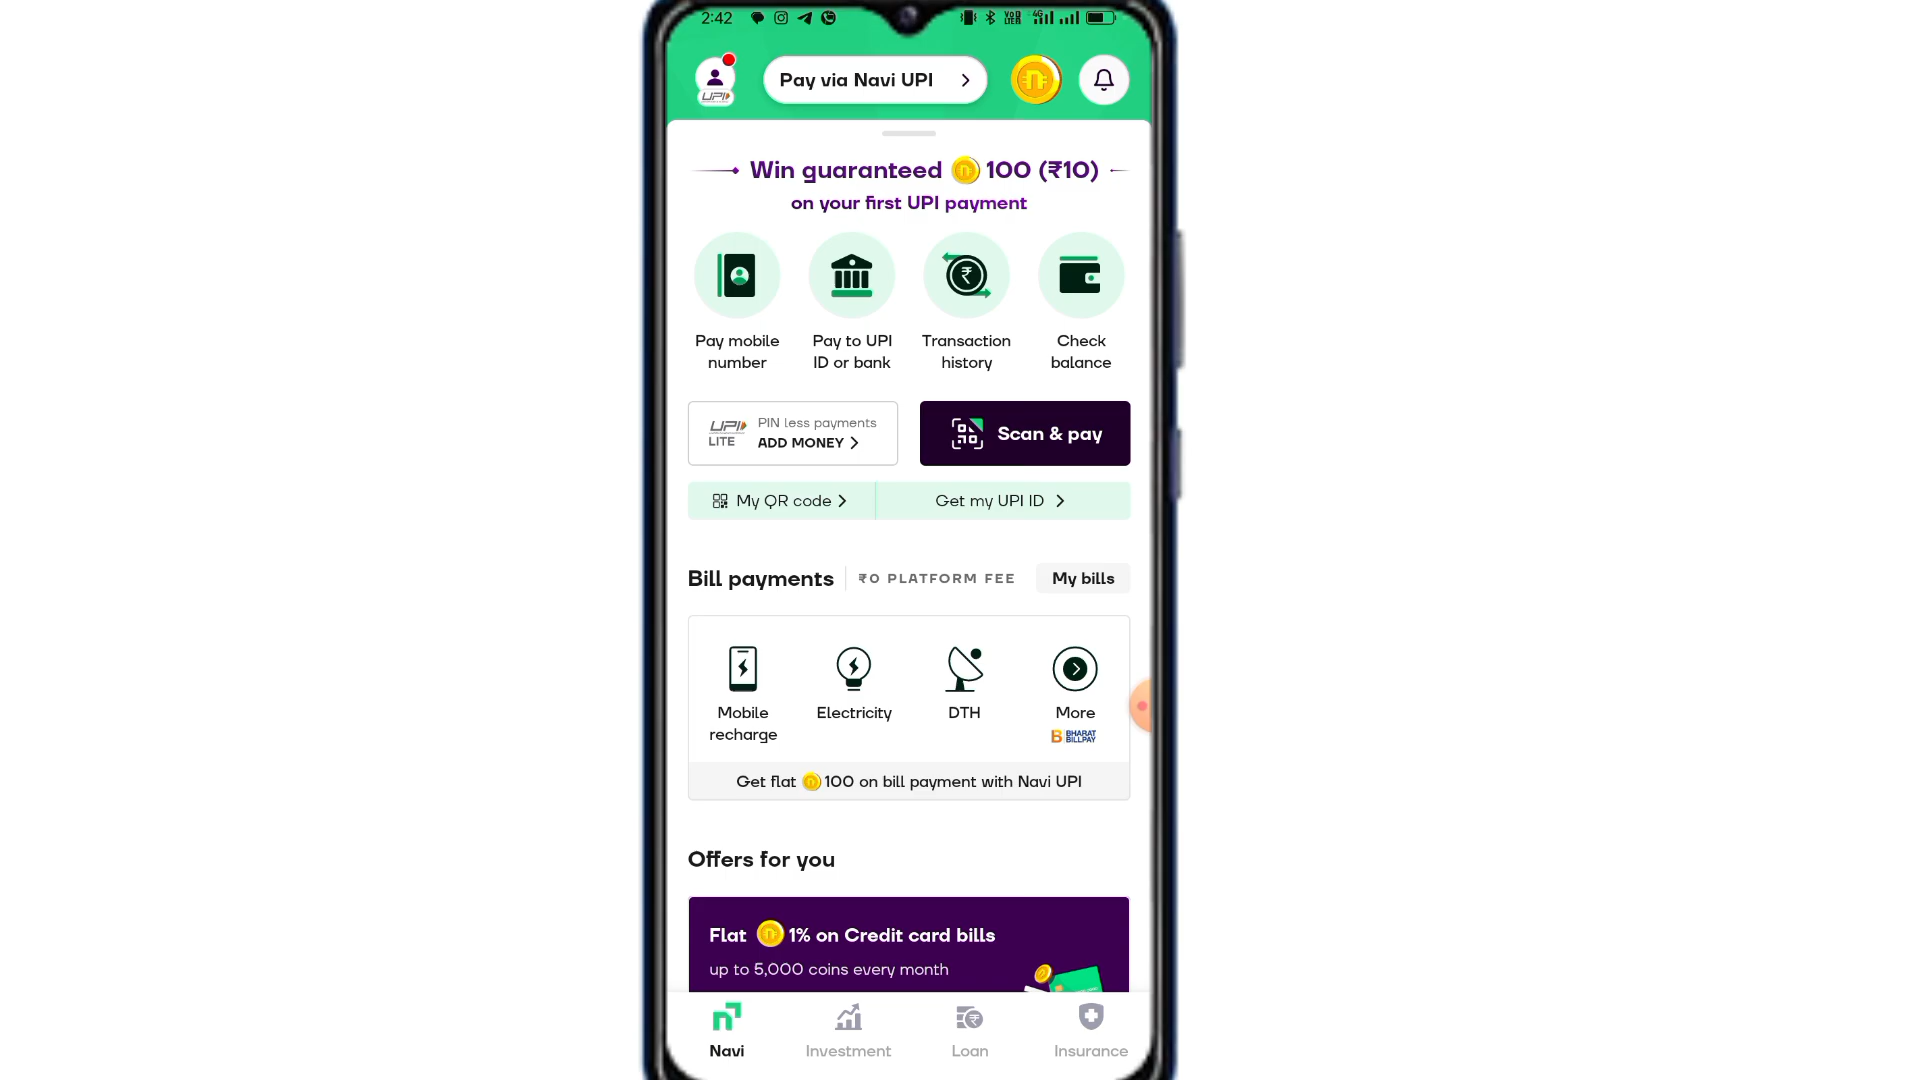 2:42
VoD
LTER
4G
UPI
Pay via Navi UPI
Win guaranteed 100 (₹10)
on your first UPI payment
Pay mobile
number
Pay to UPI
ID or bank
Transaction
history
Check
balance
UPI
LITE
PIN less payments
ADD MONEY
Scan & pay
My QR code
Get my UPI ID
Bill payments
₹0 PLATFORM FEE
My bills
Mobile
recharge
Electricity
DTH
More
B BHARAT
BILLPAY
Get flat 100 on bill payment with Navi UPI
Offers for you
Flat 1% on Credit card bills
up to 5,000 coins every month
Navi
Investment
Loan
Insurance